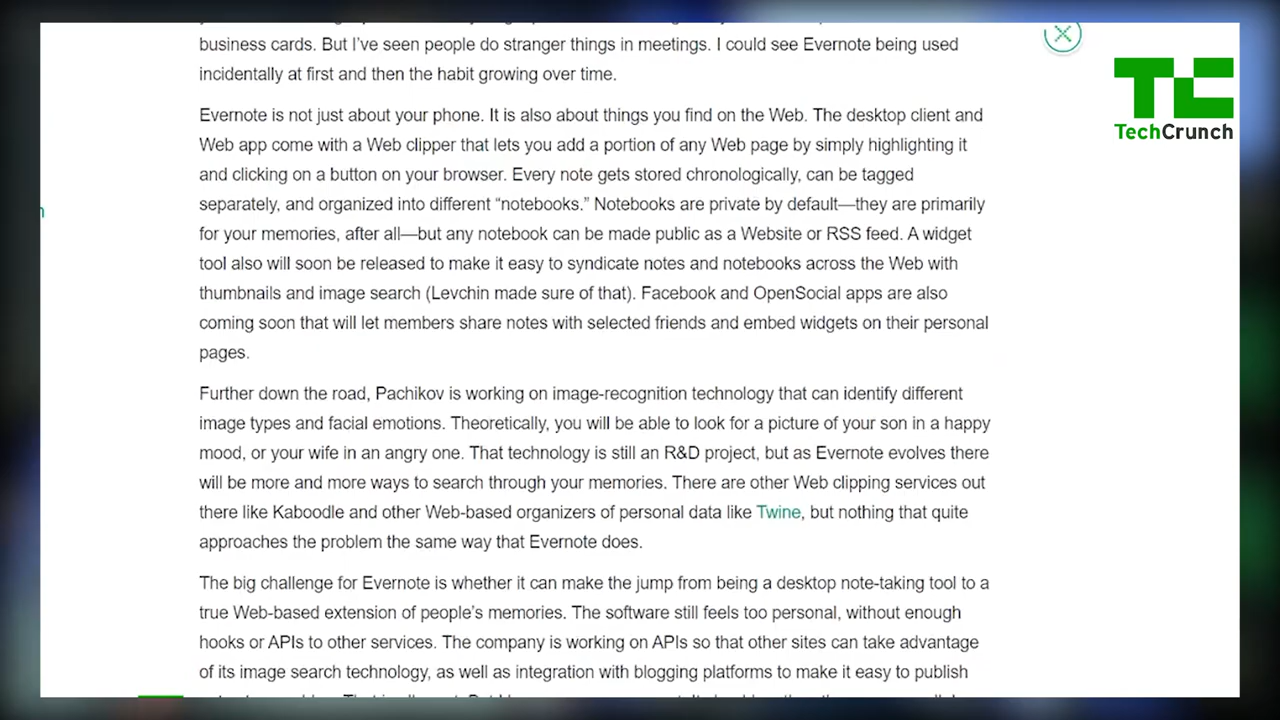 business cards. But I’ve seen people do stranger things in meetings. I could see Evernote being used
incidentally at first and then the habit growing over time.
TechCrunch
Evernote is not just about your phone. It is also about things you find on the Web. The desktop client and
Web app come with a Web clipper that lets you add a portion of any Web page by simply highlighting it
and clicking on a button on your browser. Every note gets stored chronologically, can be tagged
separately, and organized into different “notebooks.” Notebooks are private by default—they are primarily
for your memories, after all—but any notebook can be made public as a Website or RSS feed. A widget
tool also will soon be released to make it easy to syndicate notes and notebooks across the Web with
thumbnails and image search (Levchin made sure of that). Facebook and OpenSocial apps are also
coming soon that will let members share notes with selected friends and embed widgets on their personal
pages.
Further down the road, Pachikov is working on image-recognition technology that can identify different
image types and facial emotions. Theoretically, you will be able to look for a picture of your son in a happy
mood, or your wife in an angry one. That technology is still an R&D project, but as Evernote evolves there
will be more and more ways to search through your memories. There are other Web clipping services out
there like Kaboodle and other Web-based organizers of personal data like Twine, but nothing that quite
approaches the problem the same way that Evernote does.
The big challenge for Evernote is whether it can make the jump from being a desktop note-taking tool to a
true Web-based extension of people’s memories. The software still feels too personal, without enough
hooks or APIs to other services. The company is working on APIs so that other sites can take advantage
of its image search technology, as well as integration with blogging platforms to make it easy to publish